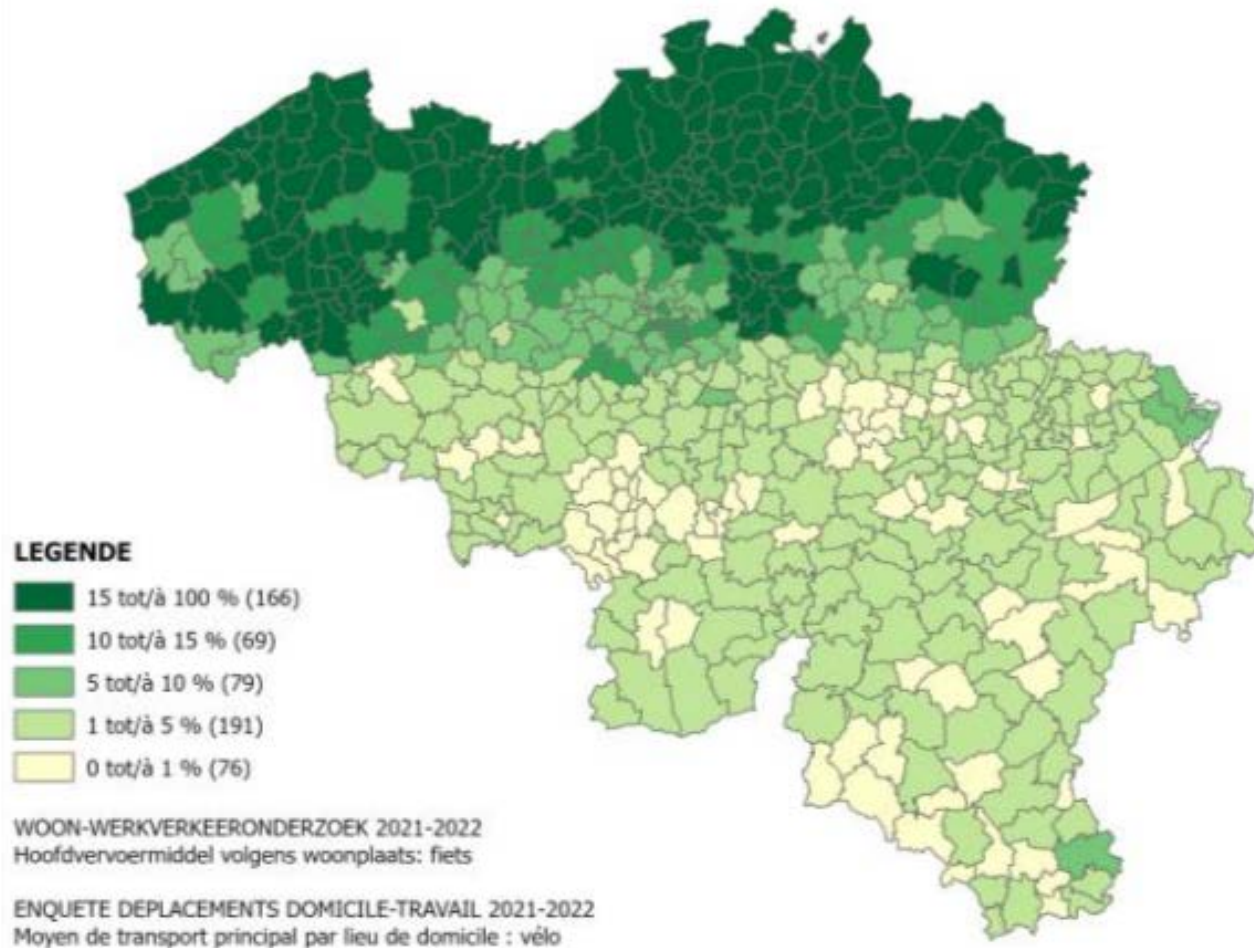 LEGENDE
15 tot/à 100 % (166)
10 tot/à 15 % (69)
5 tot/à 10 % (79)
1 tot/à 5 % (191)
0 tot/à 1 % (76)
WOON-WERKVERKEERONDERZOEK 2021-2022
Hoofdvervoermiddel volgens woonplaats: fiets
ENQUETE DEPLACEMENTS DOMICILE-TRAVAIL 2021-2022
Moyen de transport principal par lieu de domicile : vélo